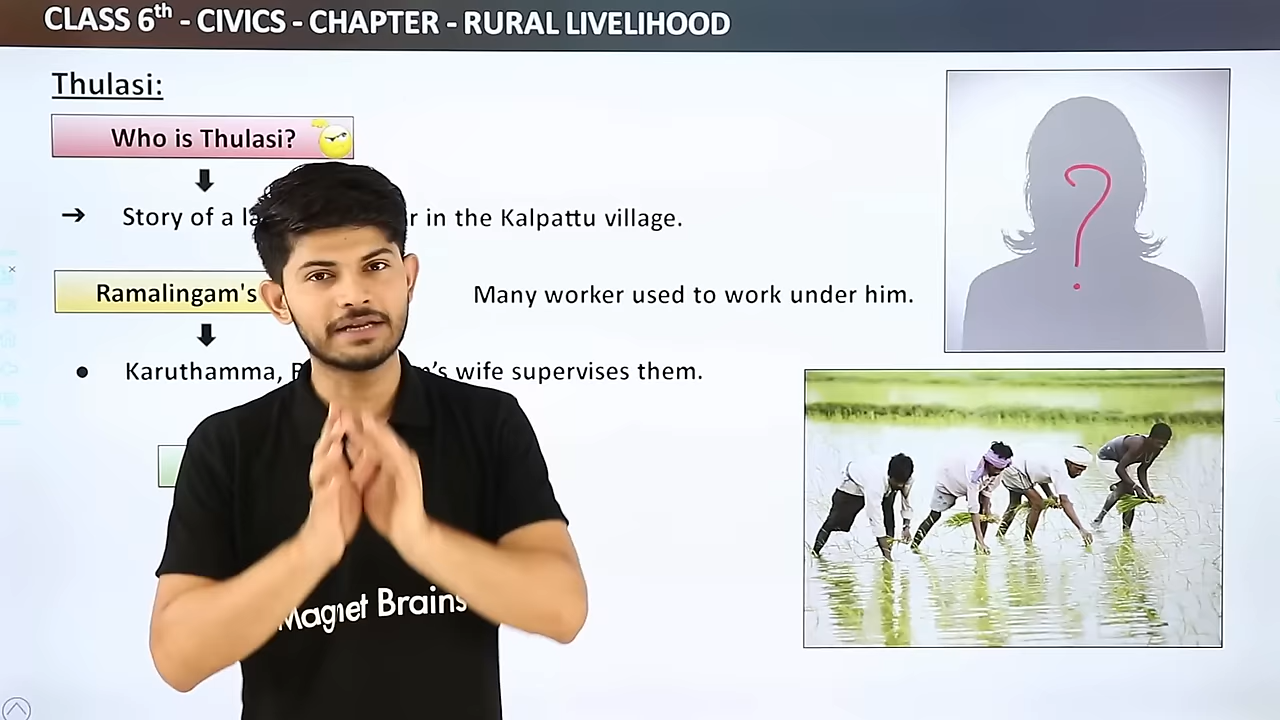 CLASS 6th - CIVICS - CHAPTER - RURAL LIVELIHOOD
Thulasi:
Who is Thulasi?
→ Story of a in the Kalpattu village.
Ramalingam's
Many worker used to work under him.
● Karuthamma, wife supervises them.
?
Magnet Brains